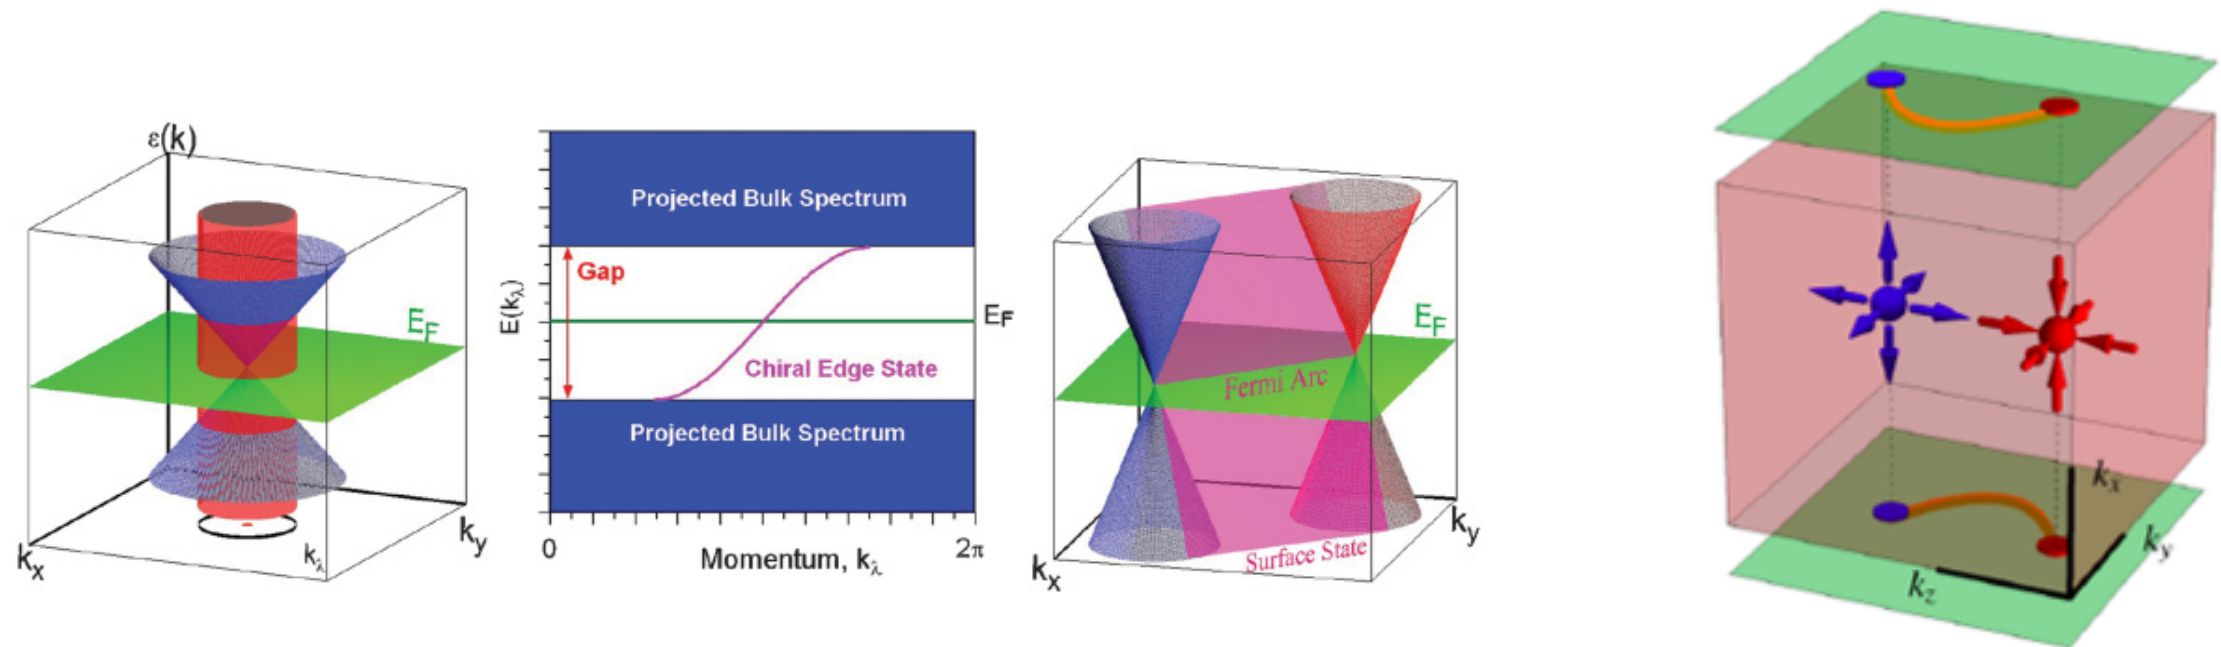 ε(k)
E_F
k_x
k_λ
k_y
Projected Bulk Spectrum
Gap
E(k_λ)
E_F
Chiral Edge State
Projected Bulk Spectrum
0
2π
Momentum, k_λ
E_F
Fermi Arc
Surface State
k_x
k_y
k_x
k_y
k_z